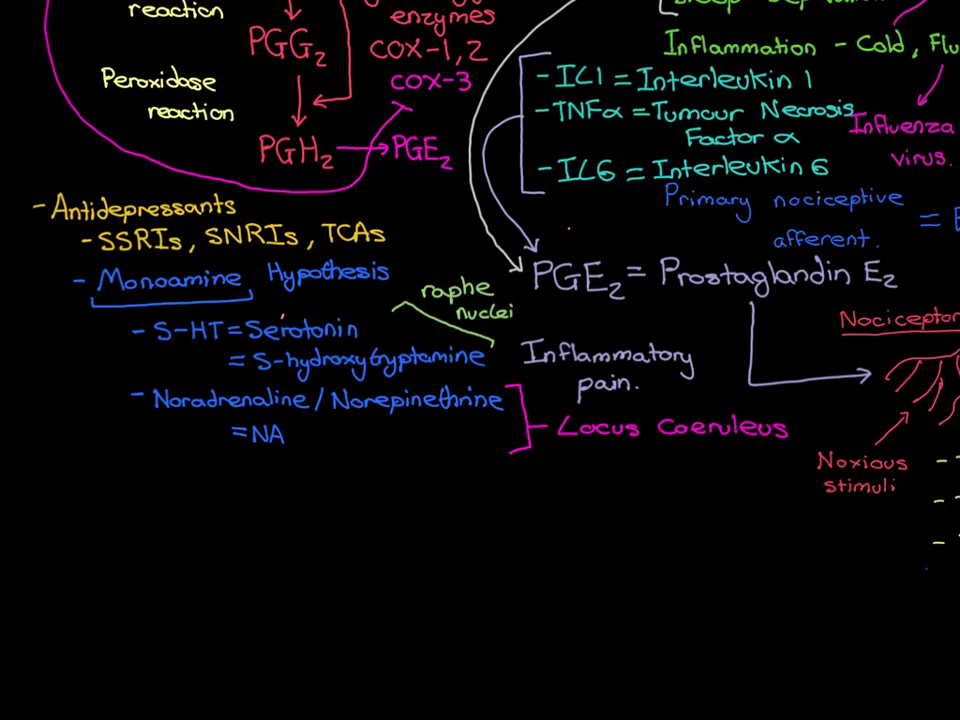 reaction
enzymes
PGG2
COX-1,2
COX-3
Peroxidase
reaction
PGH2
PGE2
Inflammation - Cold, Flu
- IL1 = Interleukin 1
- TNFα = Tumour Necrosis
Factor α
Influenza
virus.
- IL6 = Interleukin 6
Primary nociceptive
afferent.
=
- Antidepressants
- SSRIs, SNRIs, TCAs
- Monoamine Hypothesis
raphe
nuclei
- 5-HT = Serotonin
= 5-hydroxytryptamine
- Noradrenaline / Norepinethrine
= NA
- Locus Coeruleus
PGE2 = Prostaglandin E2
Inflammatory
pain.
Nociceptor
Noxious
stimuli